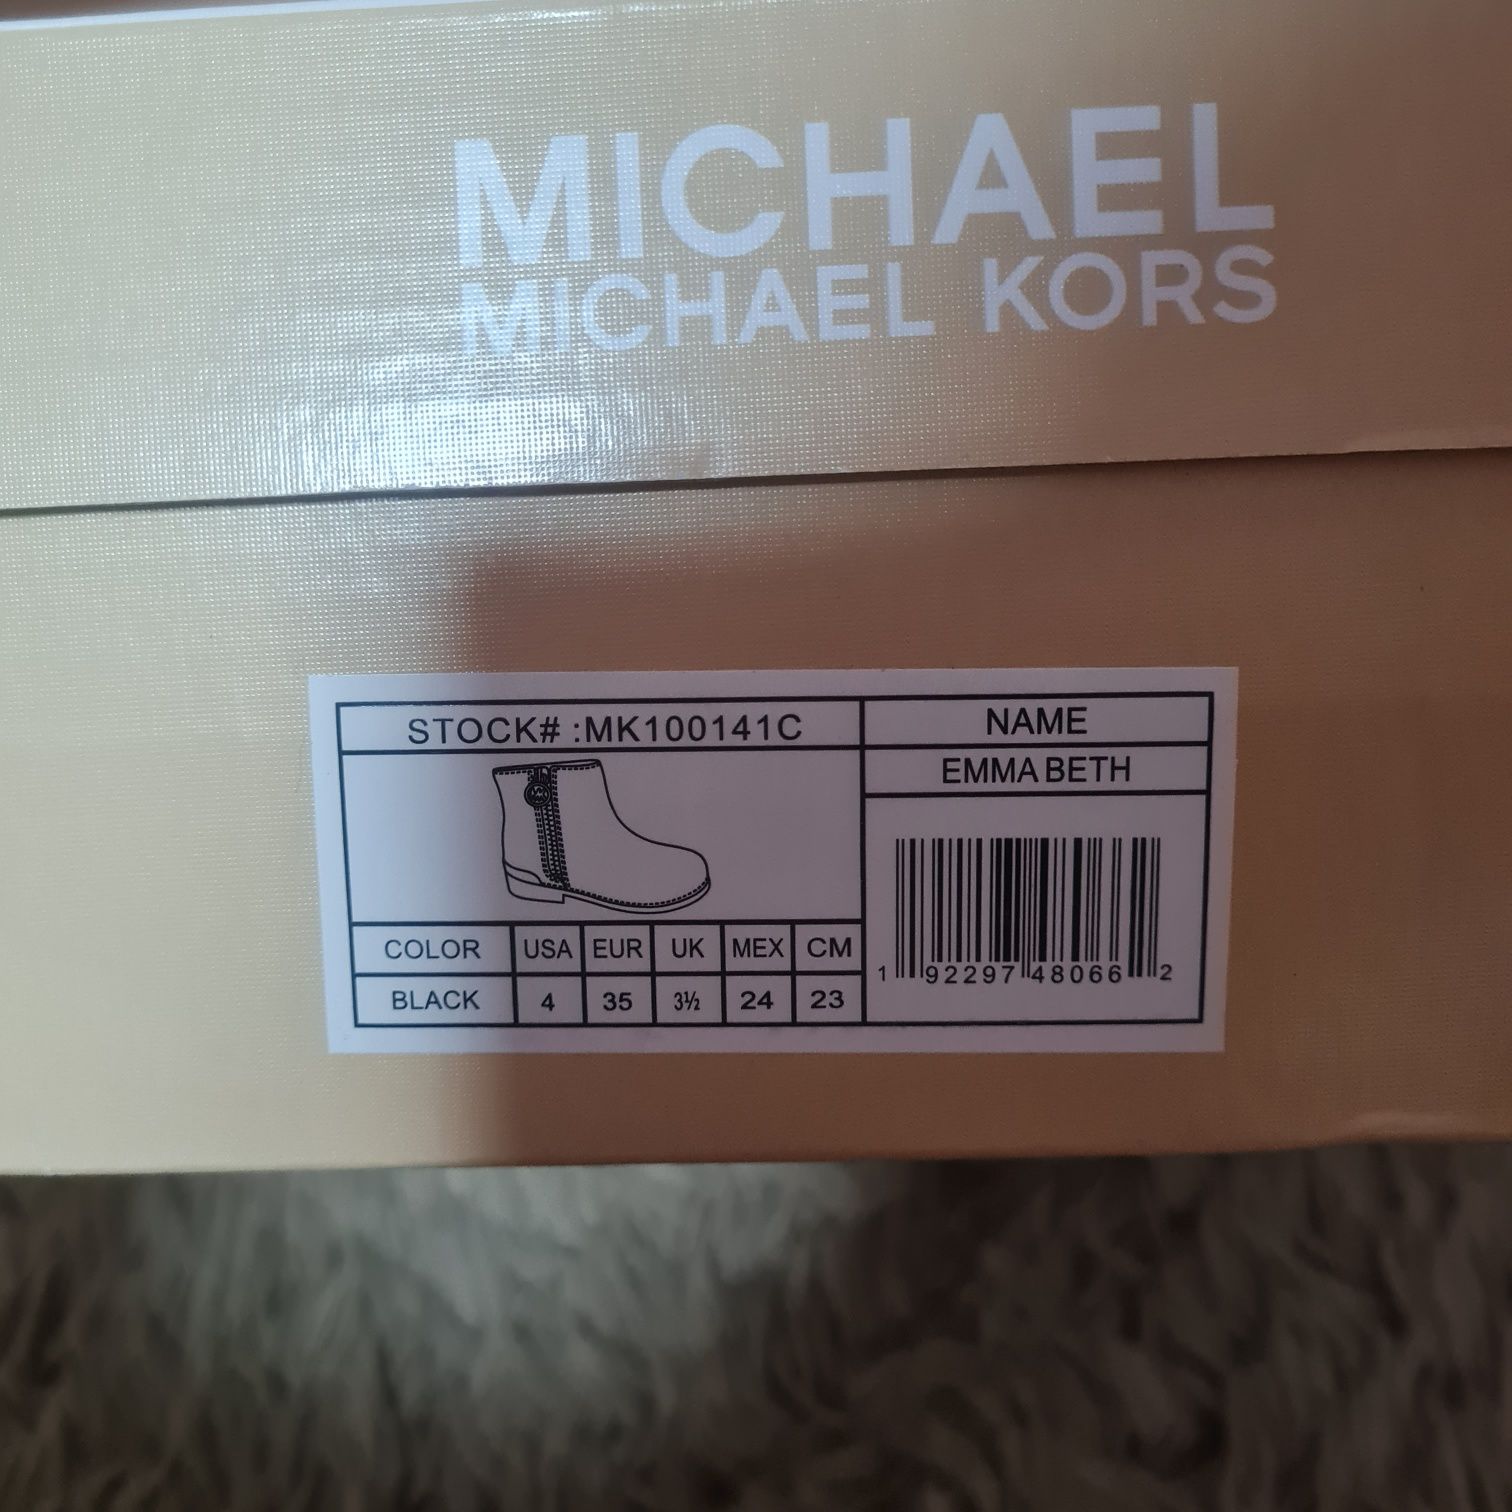 MICHAEL
MICHAEL KORS
STOCK# :MK100141C
NAME
EMMA BETH
COLOR USA EUR UK MEX CM
BLACK 4 35 3½ 24 23
1 92297 48066 2